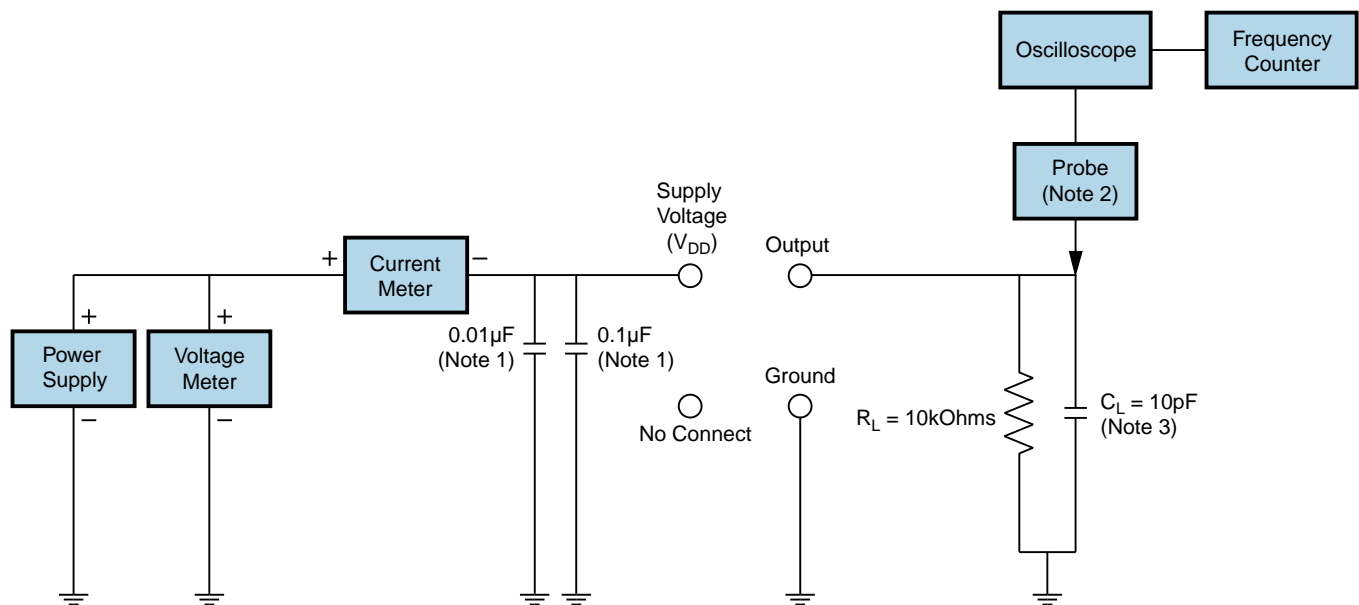 Oscilloscope
Frequency
Counter
Probe
(Note 2)
Supply
Voltage
(V_DD)
Output
+
Current
Meter
−
+
Power
Supply
−
+
Voltage
Meter
−
0.01µF
(Note 1)
0.1µF
(Note 1)
Ground
No Connect
R_L = 10kOhms
C_L = 10pF
(Note 3)